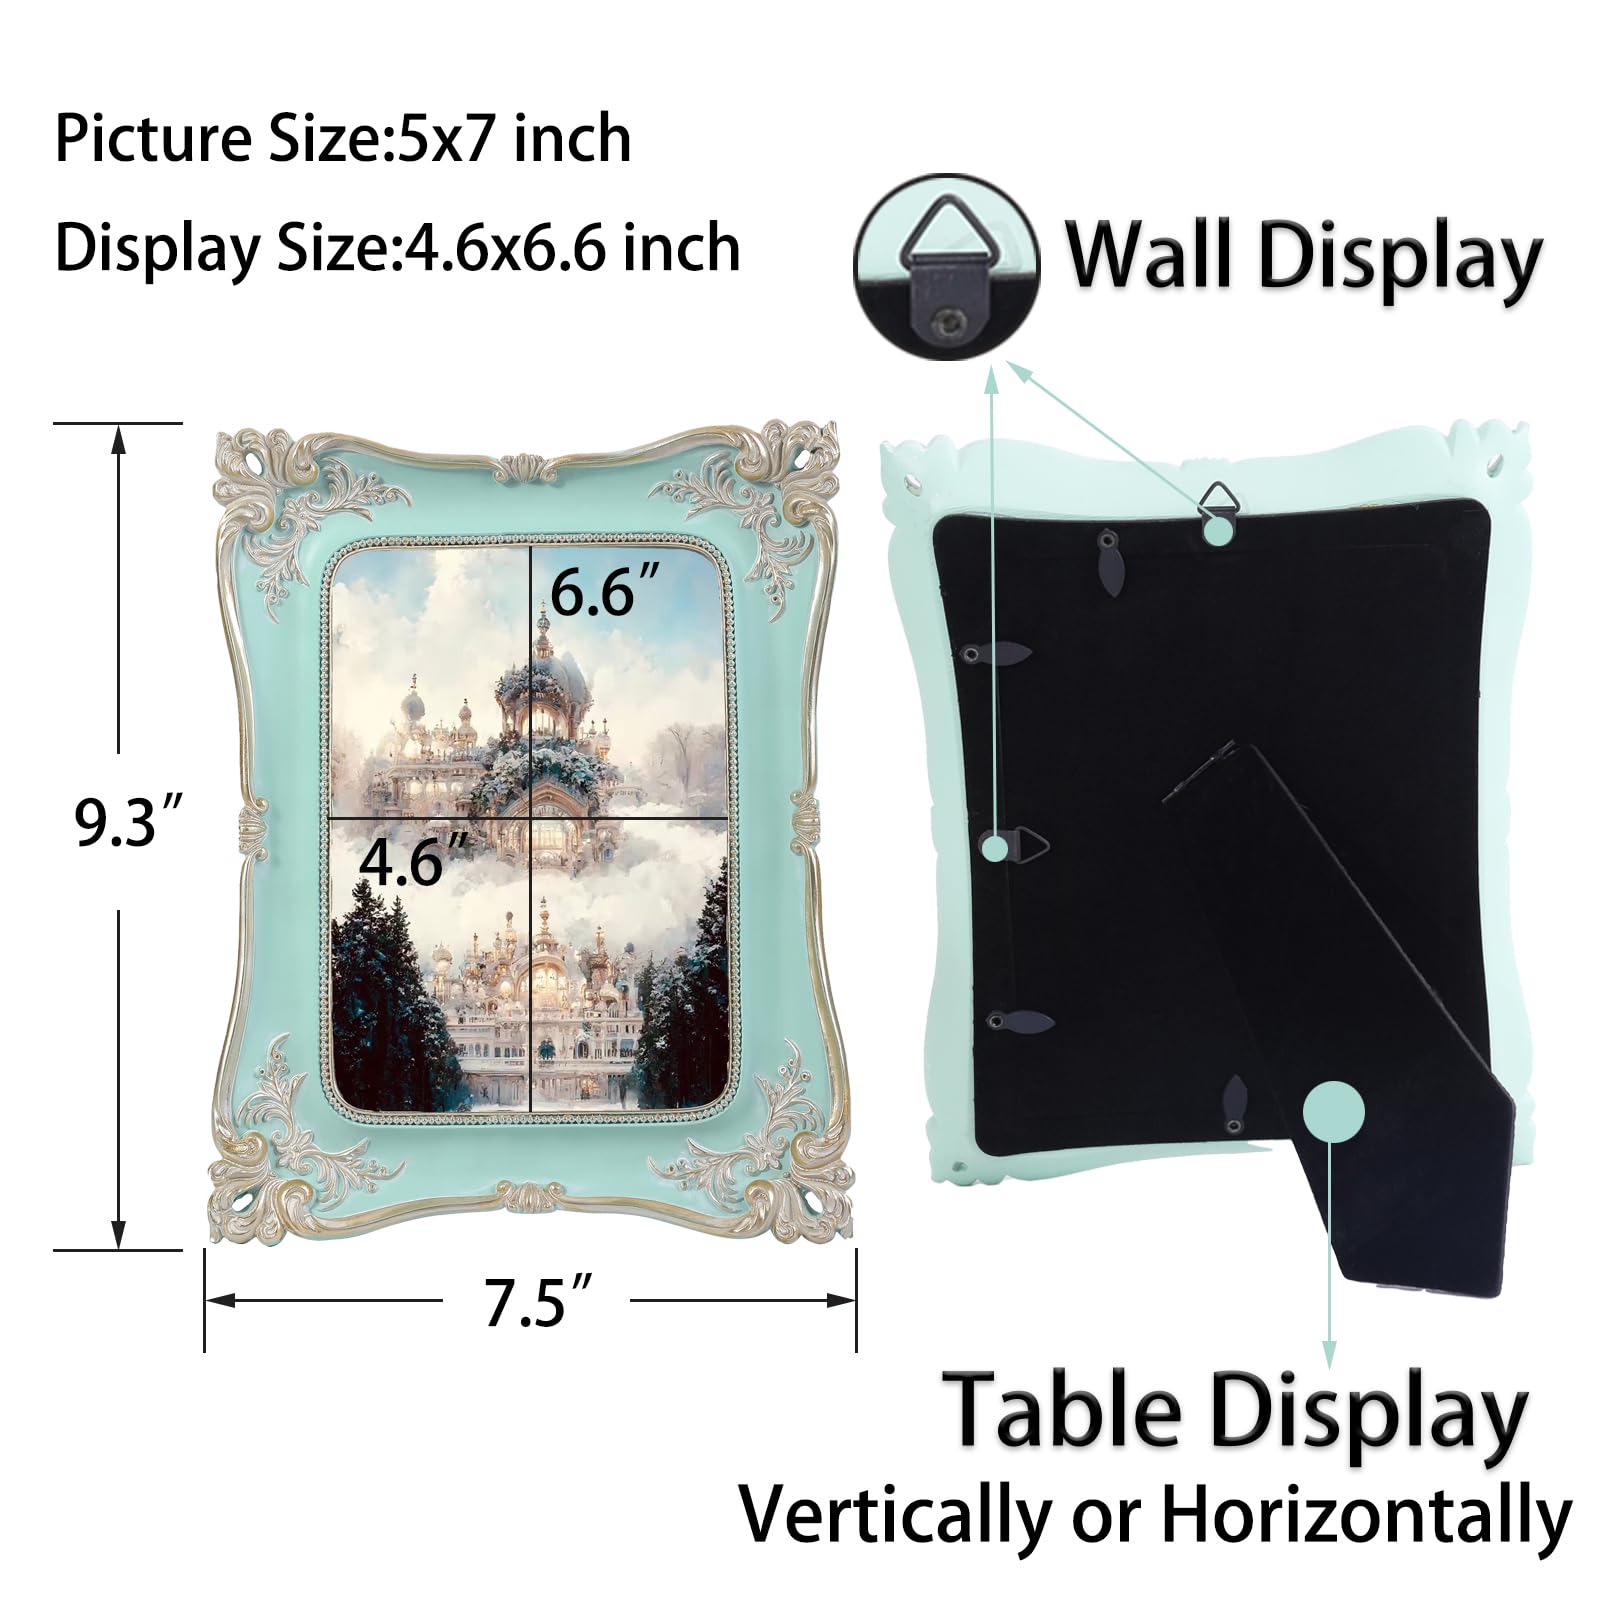 Picture Size:5x7 inch
Display Size:4.6x6.6 inch
Wall Display
6.6"
9.3"
4.6"
7.5"
Table Display
Vertically or Horizontally